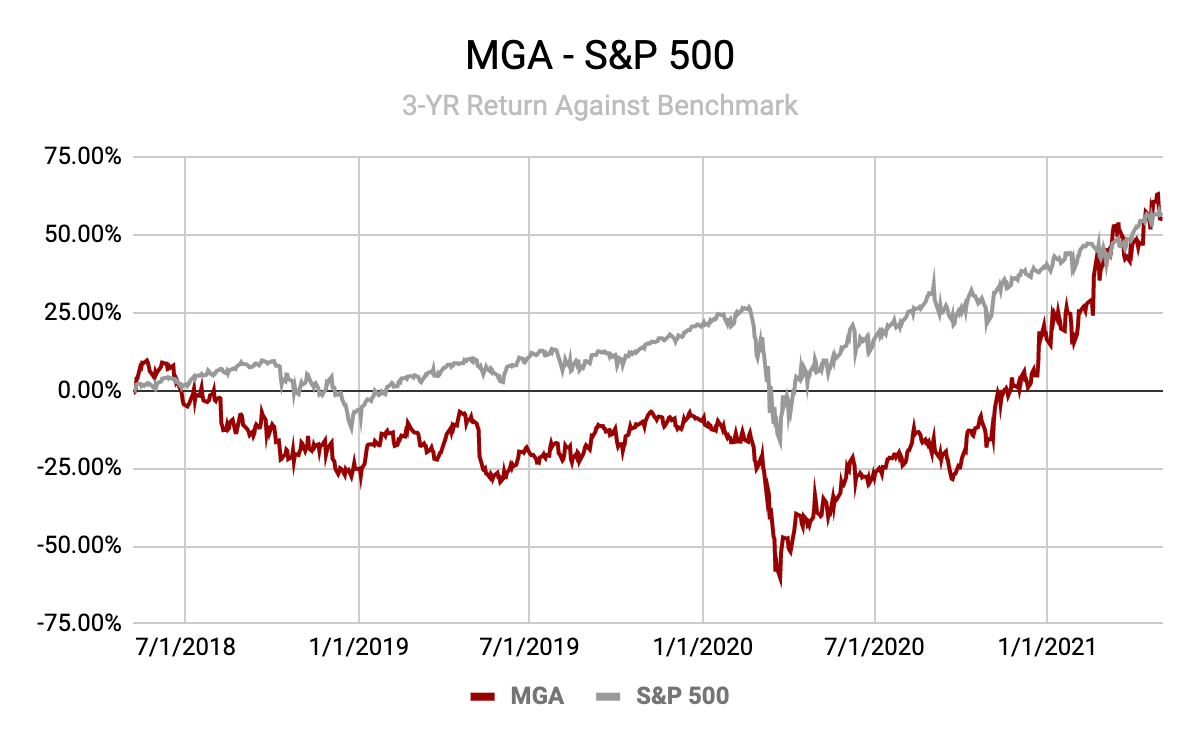 MGA - S&P 500
3-YR Return Against Benchmark
75.00%
50.00%
25.00%
0.00%
-25.00%
-50.00%
-75.00%
7/1/2018 1/1/2019 7/1/2019 1/1/2020 7/1/2020 1/1/2021
MGA S&P 500